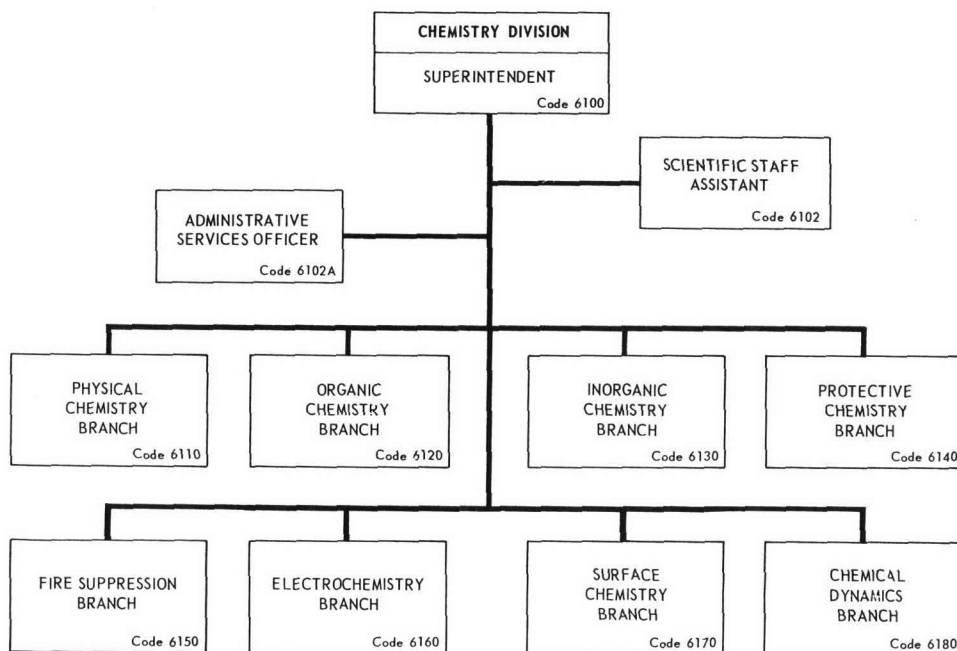 CHEMISTRY DIVISION
SUPERINTENDENT
Code 6100
SCIENTIFIC STAFF
ASSISTANT
Code 6102
ADMINISTRATIVE
SERVICES OFFICER
Code 6102A
PHYSICAL
CHEMISTRY
BRANCH
Code 6110
ORGANIC
CHEMISTRY
BRANCH
Code 6120
INORGANIC
CHEMISTRY
BRANCH
Code 6130
PROTECTIVE
CHEMISTRY
BRANCH
Code 6140
FIRE SUPPRESSION
BRANCH
Code 6150
ELECTROCHEMISTRY
BRANCH
Code 6160
SURFACE
CHEMISTRY
BRANCH
Code 6170
CHEMICAL
DYNAMICS
BRANCH
Code 6180